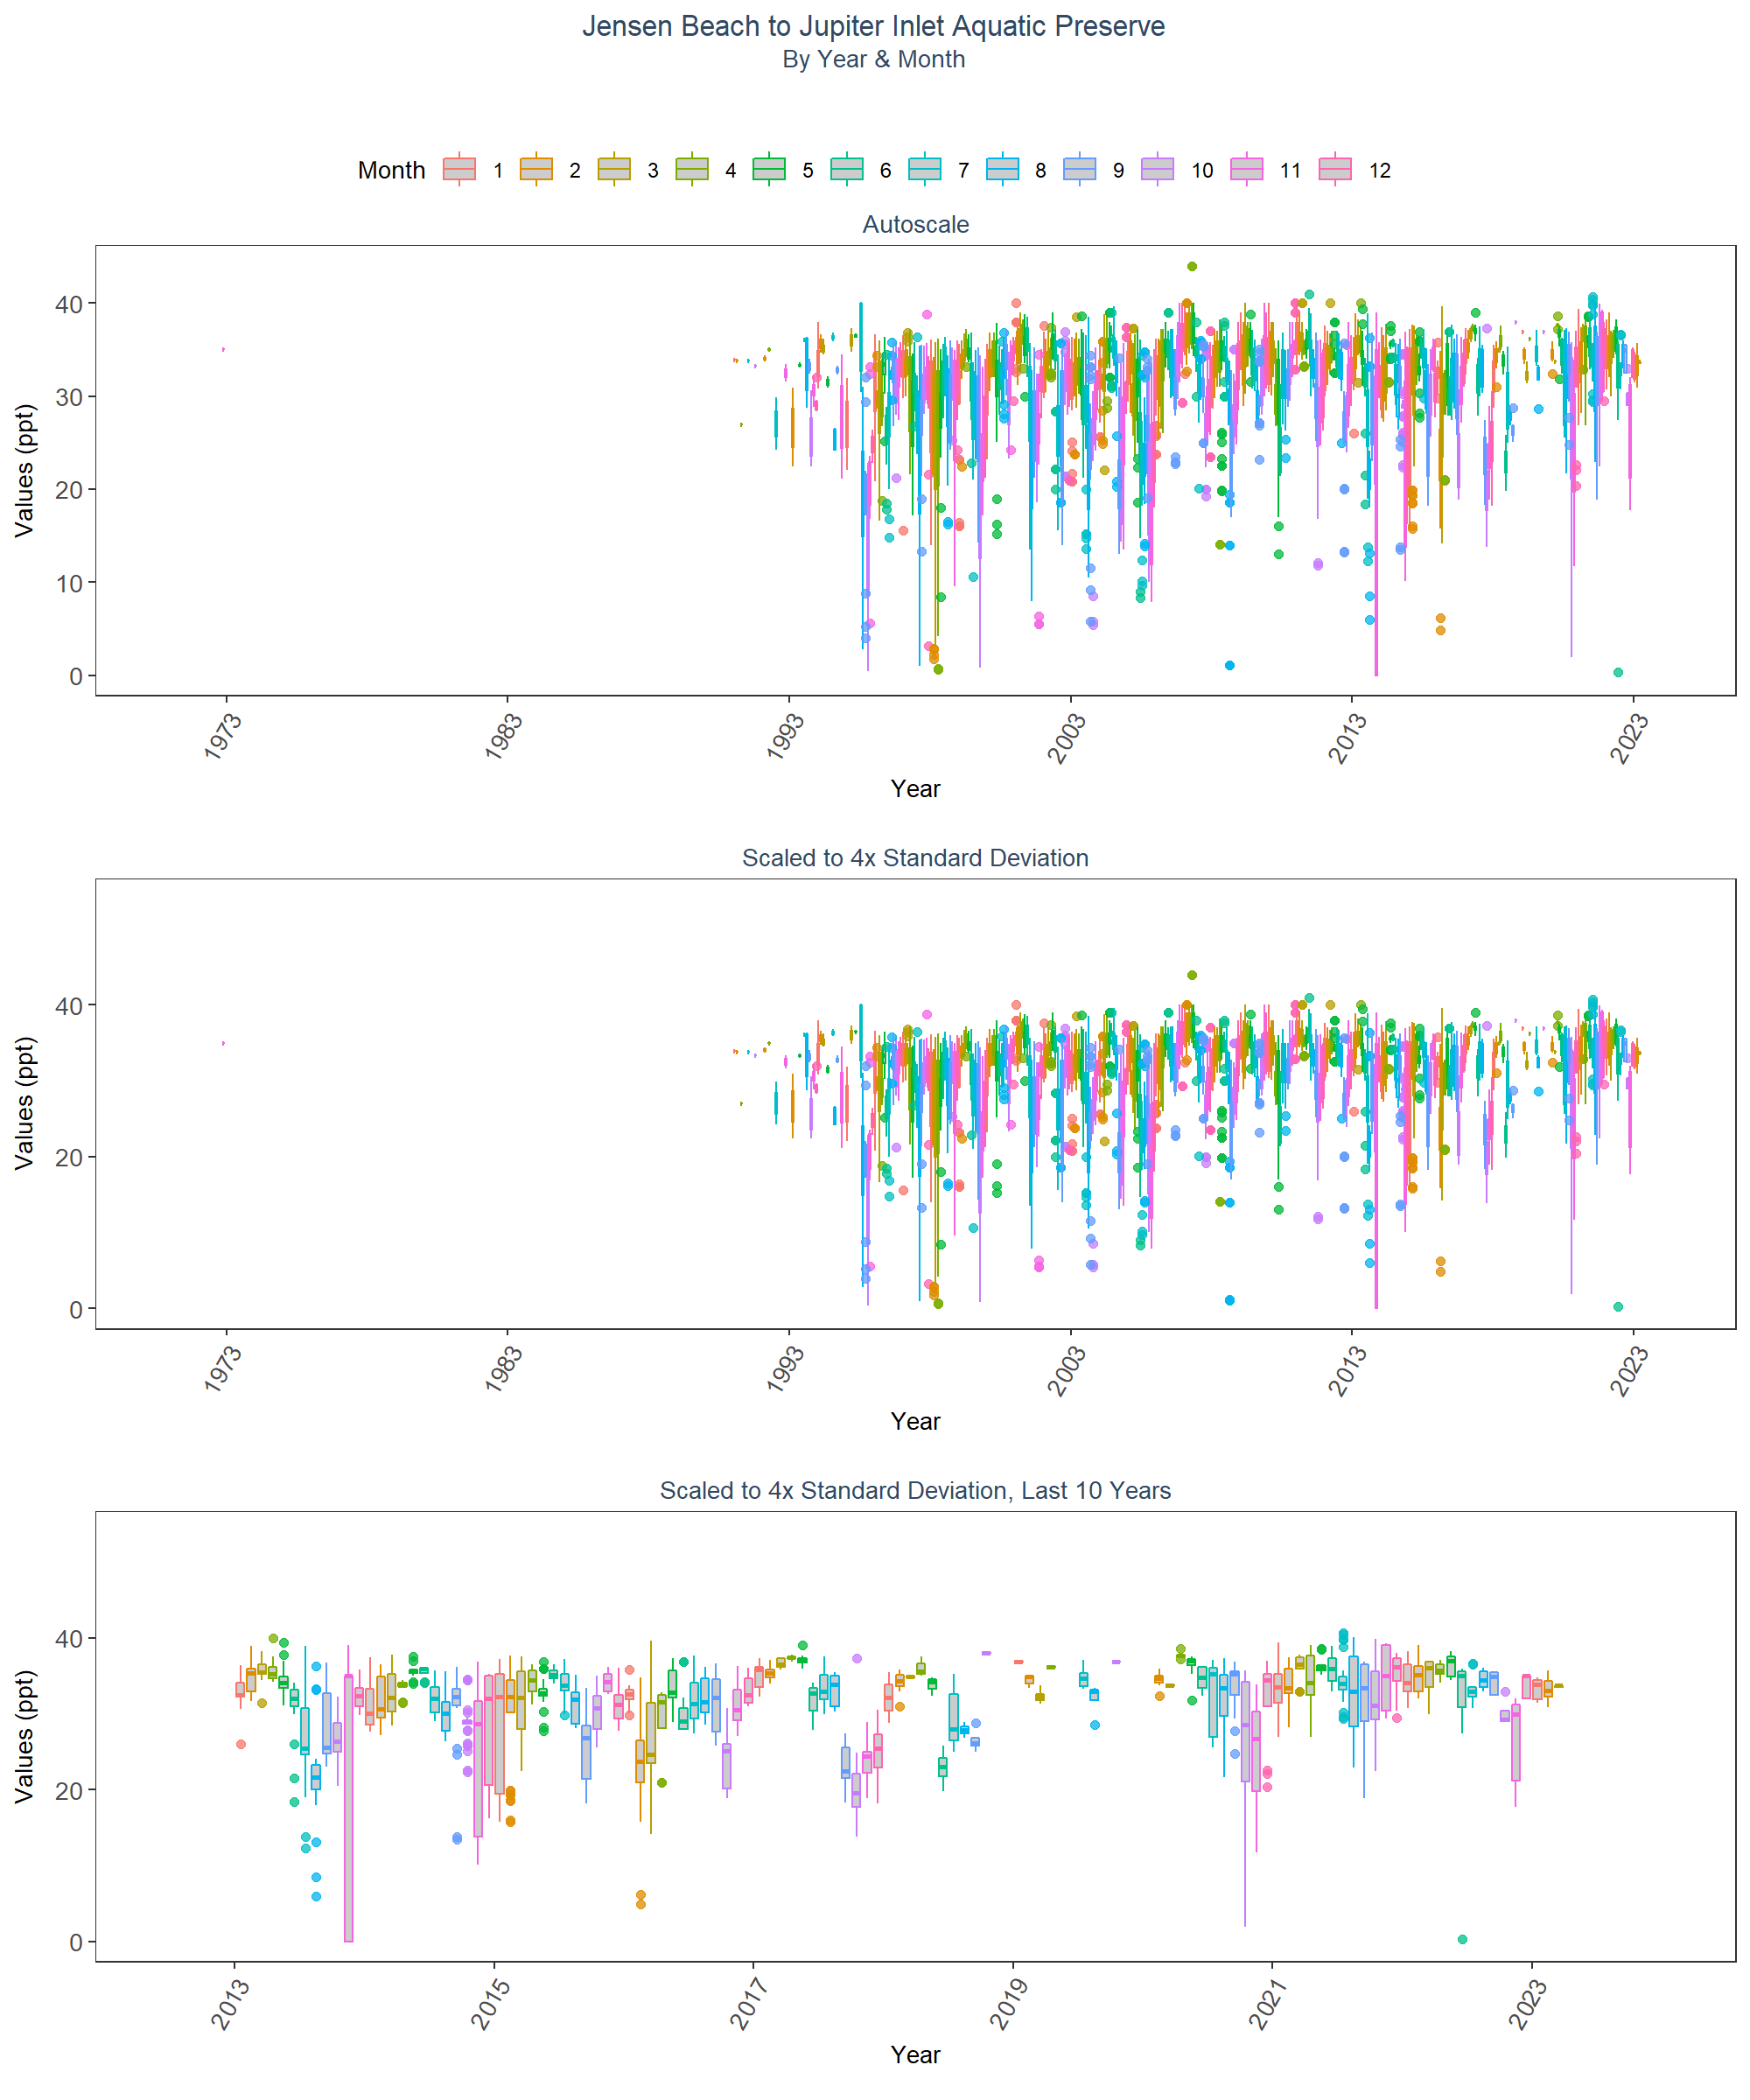 Jensen Beach to Jupiter Inlet Aquatic Preserve
By Year & Month
Month 1 2 3 4 5 6 7 8 9 10 11 12
Autoscale
Values (ppt)
40
30
20
10
0
1973 1983 1993 2003 2013 2023
Year
Scaled to 4x Standard Deviation
Values (ppt)
40
20
0
1973 1983 1993 2003 2013 2023
Year
Scaled to 4x Standard Deviation, Last 10 Years
Values (ppt)
40
20
0
2013 2015 2017 2019 2021 2023
Year